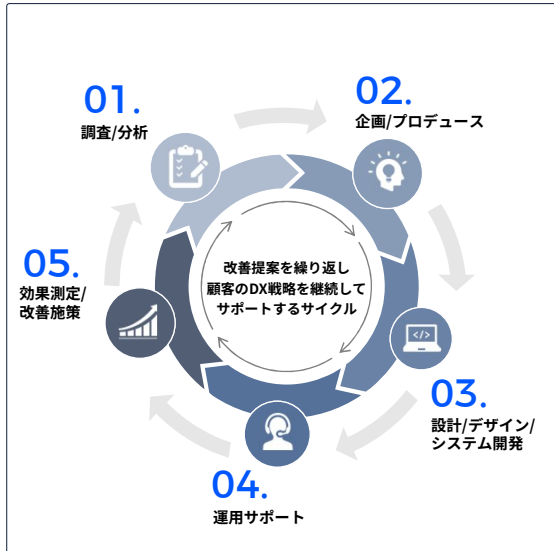 01.
調査/分析
02.
企画/プロデュース
03.
設計/デザイン/
システム開発
04.
運用サポート
05.
効果測定/
改善施策
改善提案を繰り返し
顧客のDX戦略を継続して
サポートするサイクル
</>